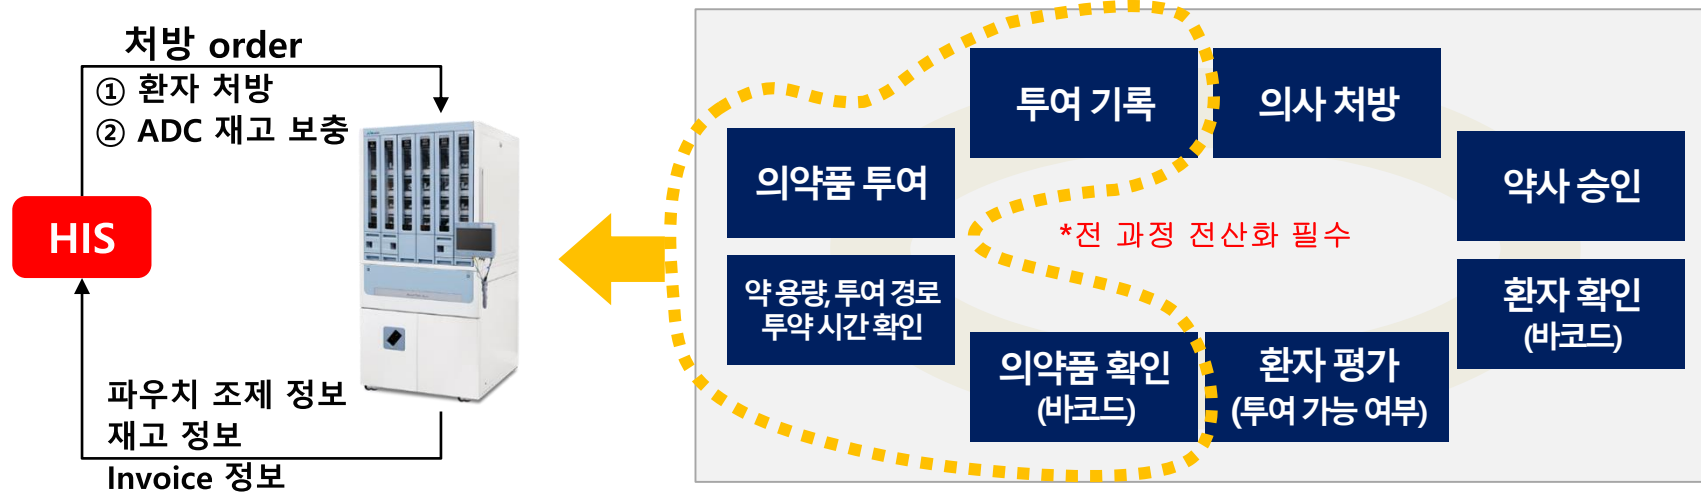 처방 order
① 환자 처방
② ADC 재고 보충
HIS
파우치 조제 정보
재고 정보
Invoice 정보
투여 기록
의사 처방
의약품 투여
약사 승인
*전 과정 전산화 필수
약 용량, 투여 경로
투약 시간 확인
환자 확인
(바코드)
의약품 확인
(바코드)
환자 평가
(투여 가능 여부)